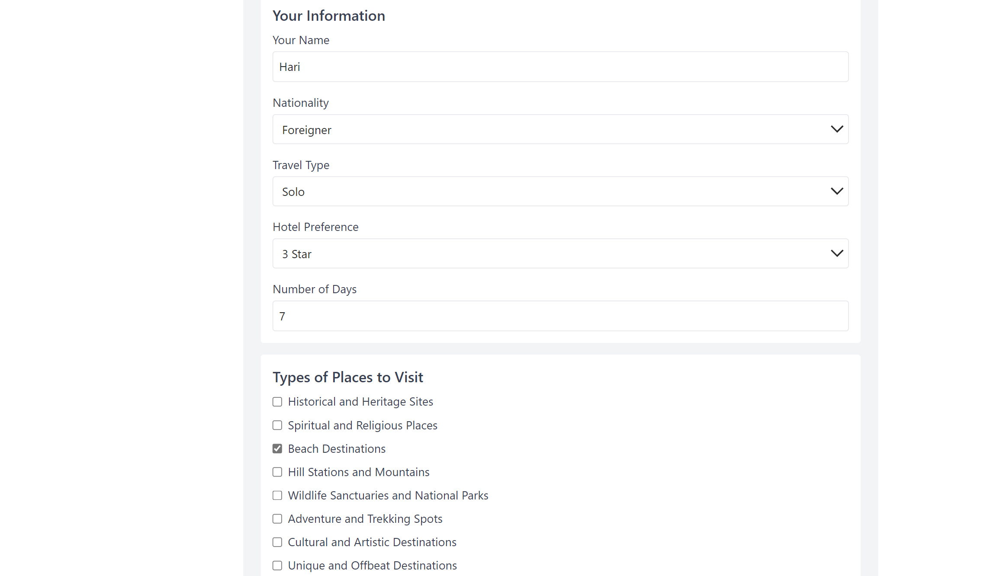 Your Information
Your Name
Hari
Nationality
Foreigner
Travel Type
Solo
Hotel Preference
3 Star
Number of Days
7
Types of Places to Visit
Historical and Heritage Sites
Spiritual and Religious Places
Beach Destinations
Hill Stations and Mountains
Wildlife Sanctuaries and National Parks
Adventure and Trekking Spots
Cultural and Artistic Destinations
Unique and Offbeat Destinations